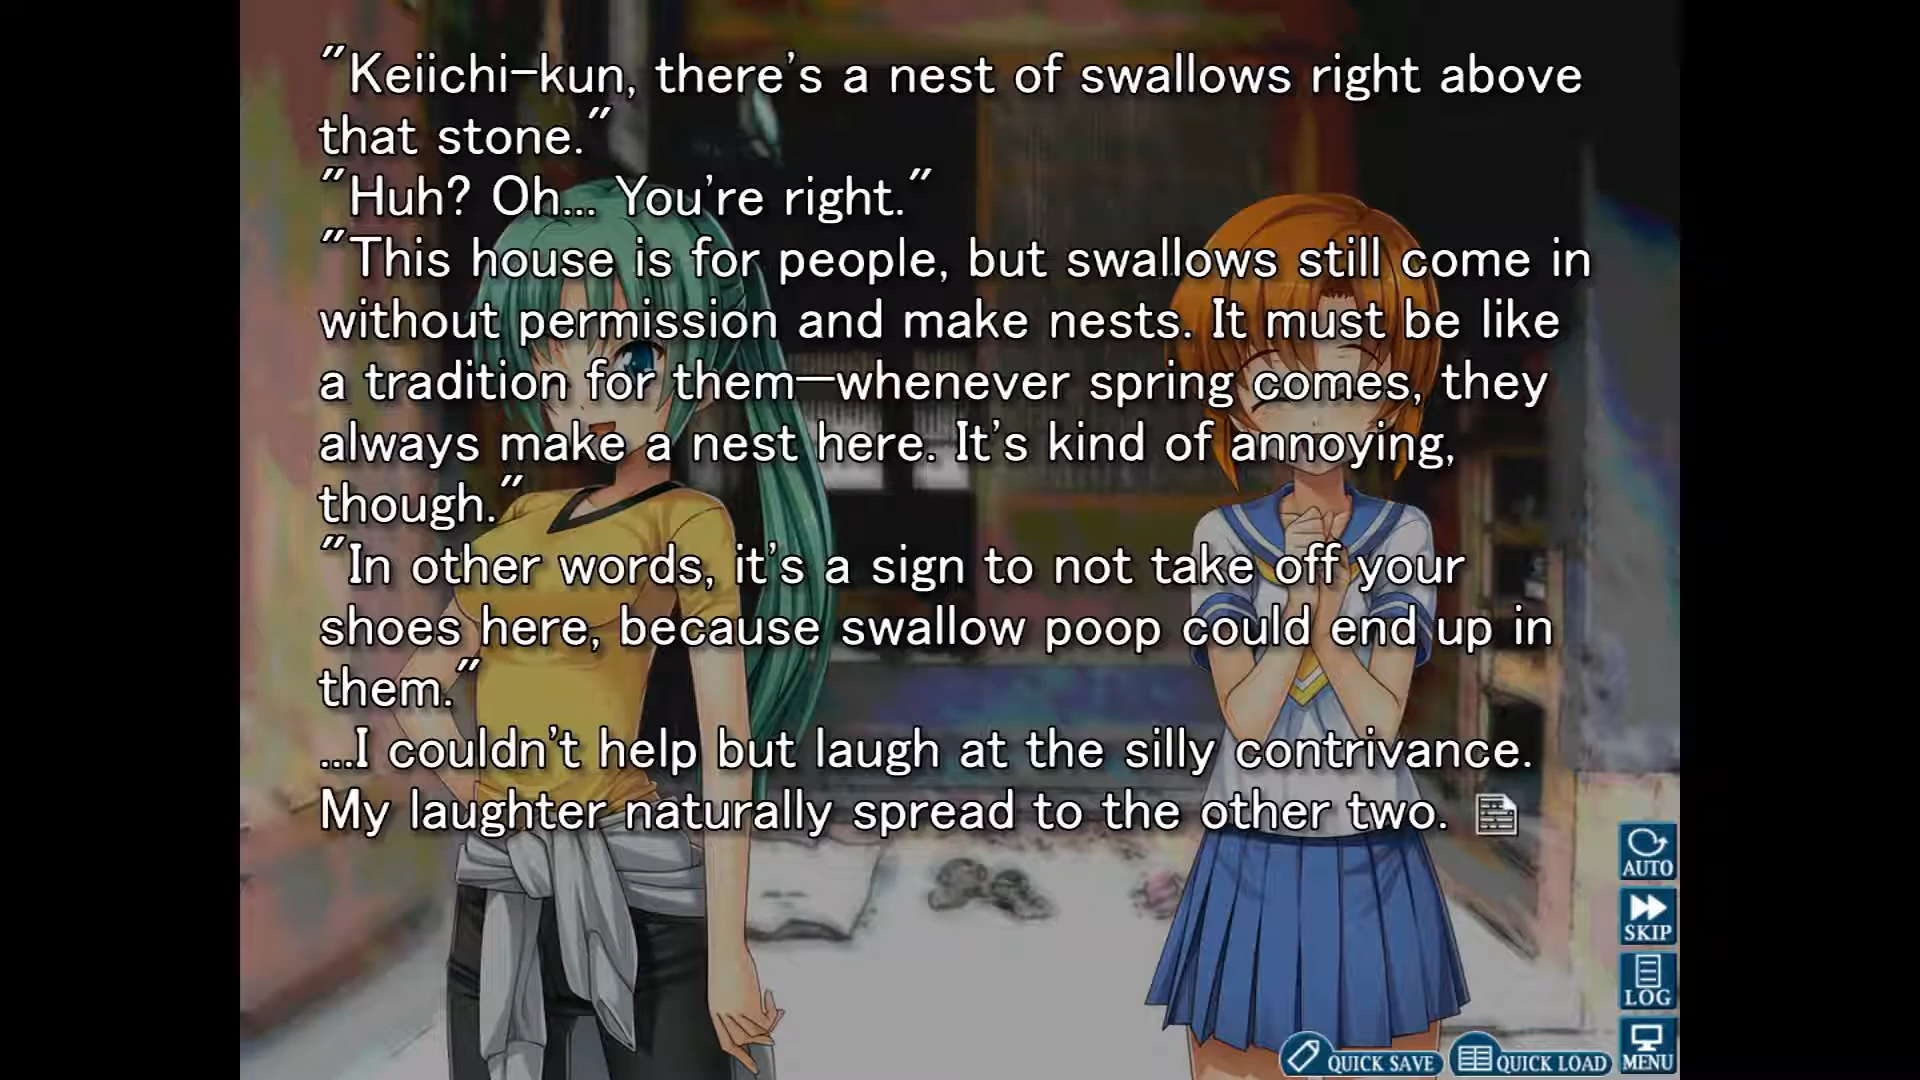 "Keiichi-kun, there's a nest of swallows right above
that stone."
"Huh? Oh... You're right."
"This house is for people, but swallows still come in
without permission and make nests. It must be like
a tradition for them—whenever spring comes, they
always make a nest here. It's kind of annoying,
though."
"In other words, it's a sign to not take off your
shoes here, because swallow poop could end up in
them."
...I couldn't help but laugh at the silly contrivance.
My laughter naturally spread to the other two.
AUTO
SKIP
LOG
MENU
QUICK SAVE
QUICK LOAD